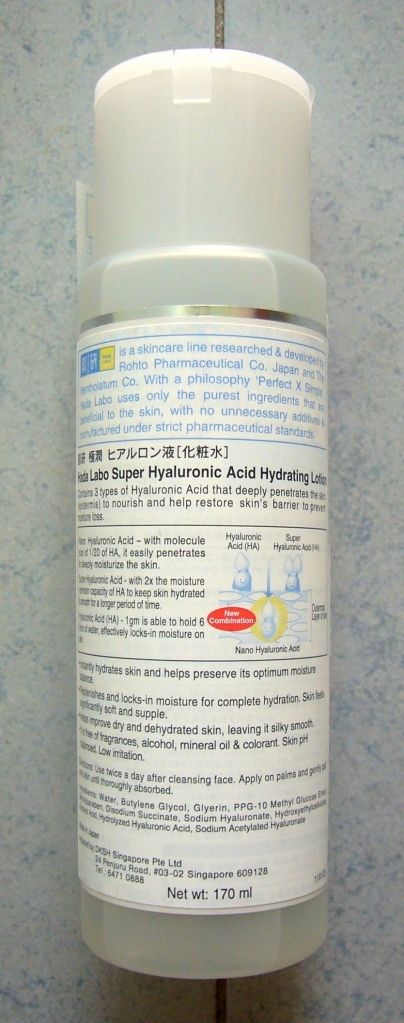 研 is a skincare line researched & developed
Rohto Pharmaceutical Co. Japan and The
Mentholatum Co. With a philosophy 'Perfect X Simple'
Hada Labo uses only the purest ingredients that are
beneficial to the skin, with no unnecessary additives &
manufactured under strict pharmaceutical standards.
研 極潤 ヒアルロン液[化粧水]
Hada Labo Super Hyaluronic Acid Hydrating Lotion
Contains 3 types of Hyaluronic Acid that deeply penetrates the skin
to nourish and help restore skin's barrier to prevent
moisture loss.
Nano Hyaluronic Acid – with molecule
size of 1/20 of HA, it easily penetrates
to deeply moisturize the skin.
Super Hyaluronic Acid - with 2x the moisture
retention capacity of HA to keep skin hydrated
smooth for a longer period of time.
Hyaluronic Acid (HA) - 1gm is able to hold 6
of water, effectively locks-in moisture on
Hyaluronic
Acid (HA)
Super
Hyaluronic Acid (HA)
New
Combination
Outermost
Layer of
Nano Hyaluronic Acid
•Instantly hydrates skin and helps preserve its optimum moisture
balance.
•Replenishes and locks-in moisture for complete hydration. Skin feels
significantly soft and supple.
•Helps improve dry and dehydrated skin, leaving it silky smooth.
free of fragrances, alcohol, mineral oil & colorant. Skin pH
balanced. Low irritation.
Directions: Use twice a day after cleansing face. Apply on palms and gently
skin until thoroughly absorbed.
Ingredients: Water, Butylene Glycol, Glyerin, PPG-10 Methyl Glucose
Disodium Succinate, Sodium Hyaluronate,
Acid, Hydrolyzed Hyaluronic Acid, Sodium Acetylated Hyaluronate
Made in Japan
by DKSH Singapore Pte Ltd
24 Penjuru Road, #03-02 Singapore 609128
Tel : 6471 0888
Net wt: 170 ml